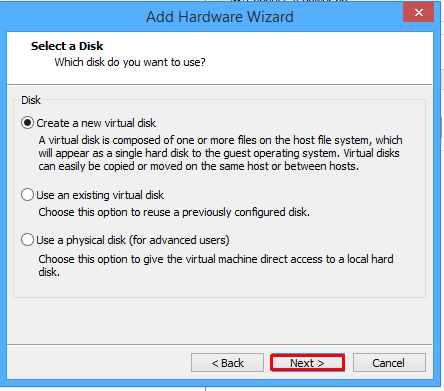 Add Hardware Wizard
Select a Disk
Which disk do you want to use?
Disk
Create a new virtual disk
A virtual disk is composed of one or more files on the host file system, which
will appear as a single hard disk to the guest operating system. Virtual disks
can easily be copied or moved on the same host or between hosts.
Use an existing virtual disk
Choose this option to reuse a previously configured disk.
Use a physical disk (for advanced users)
Choose this option to give the virtual machine direct access to a local hard
disk.
< Back Next > Cancel